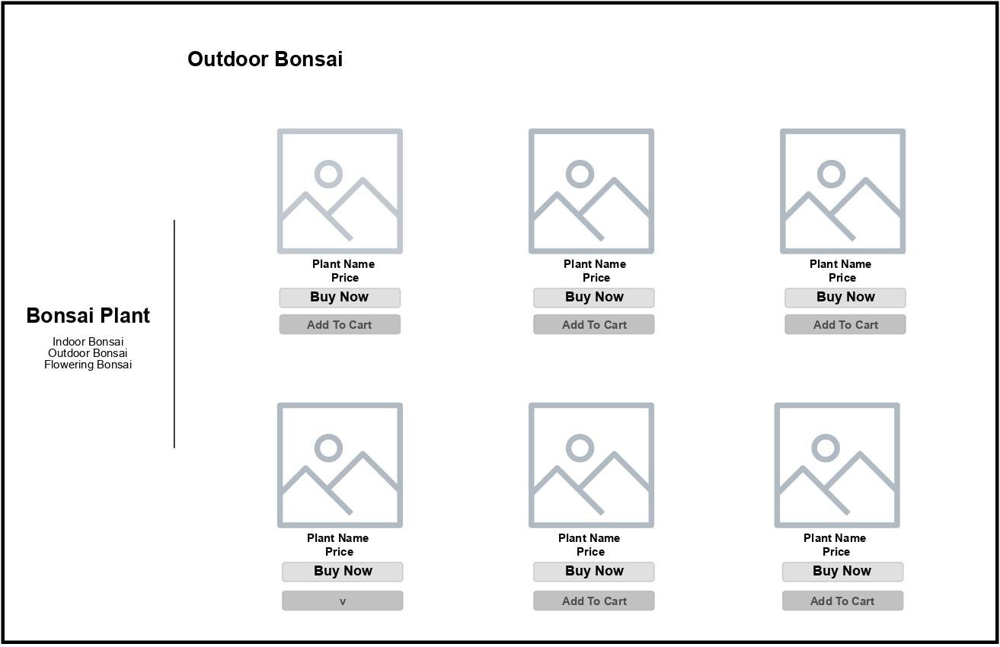 Outdoor Bonsai
Bonsai Plant
Indoor Bonsai
Outdoor Bonsai
Flowering Bonsai
Plant Name
Price
Buy Now
Add To Cart
Plant Name
Price
Buy Now
Add To Cart
Plant Name
Price
Buy Now
Add To Cart
Plant Name
Price
Buy Now
v
Plant Name
Price
Buy Now
Add To Cart
Plant Name
Price
Buy Now
Add To Cart